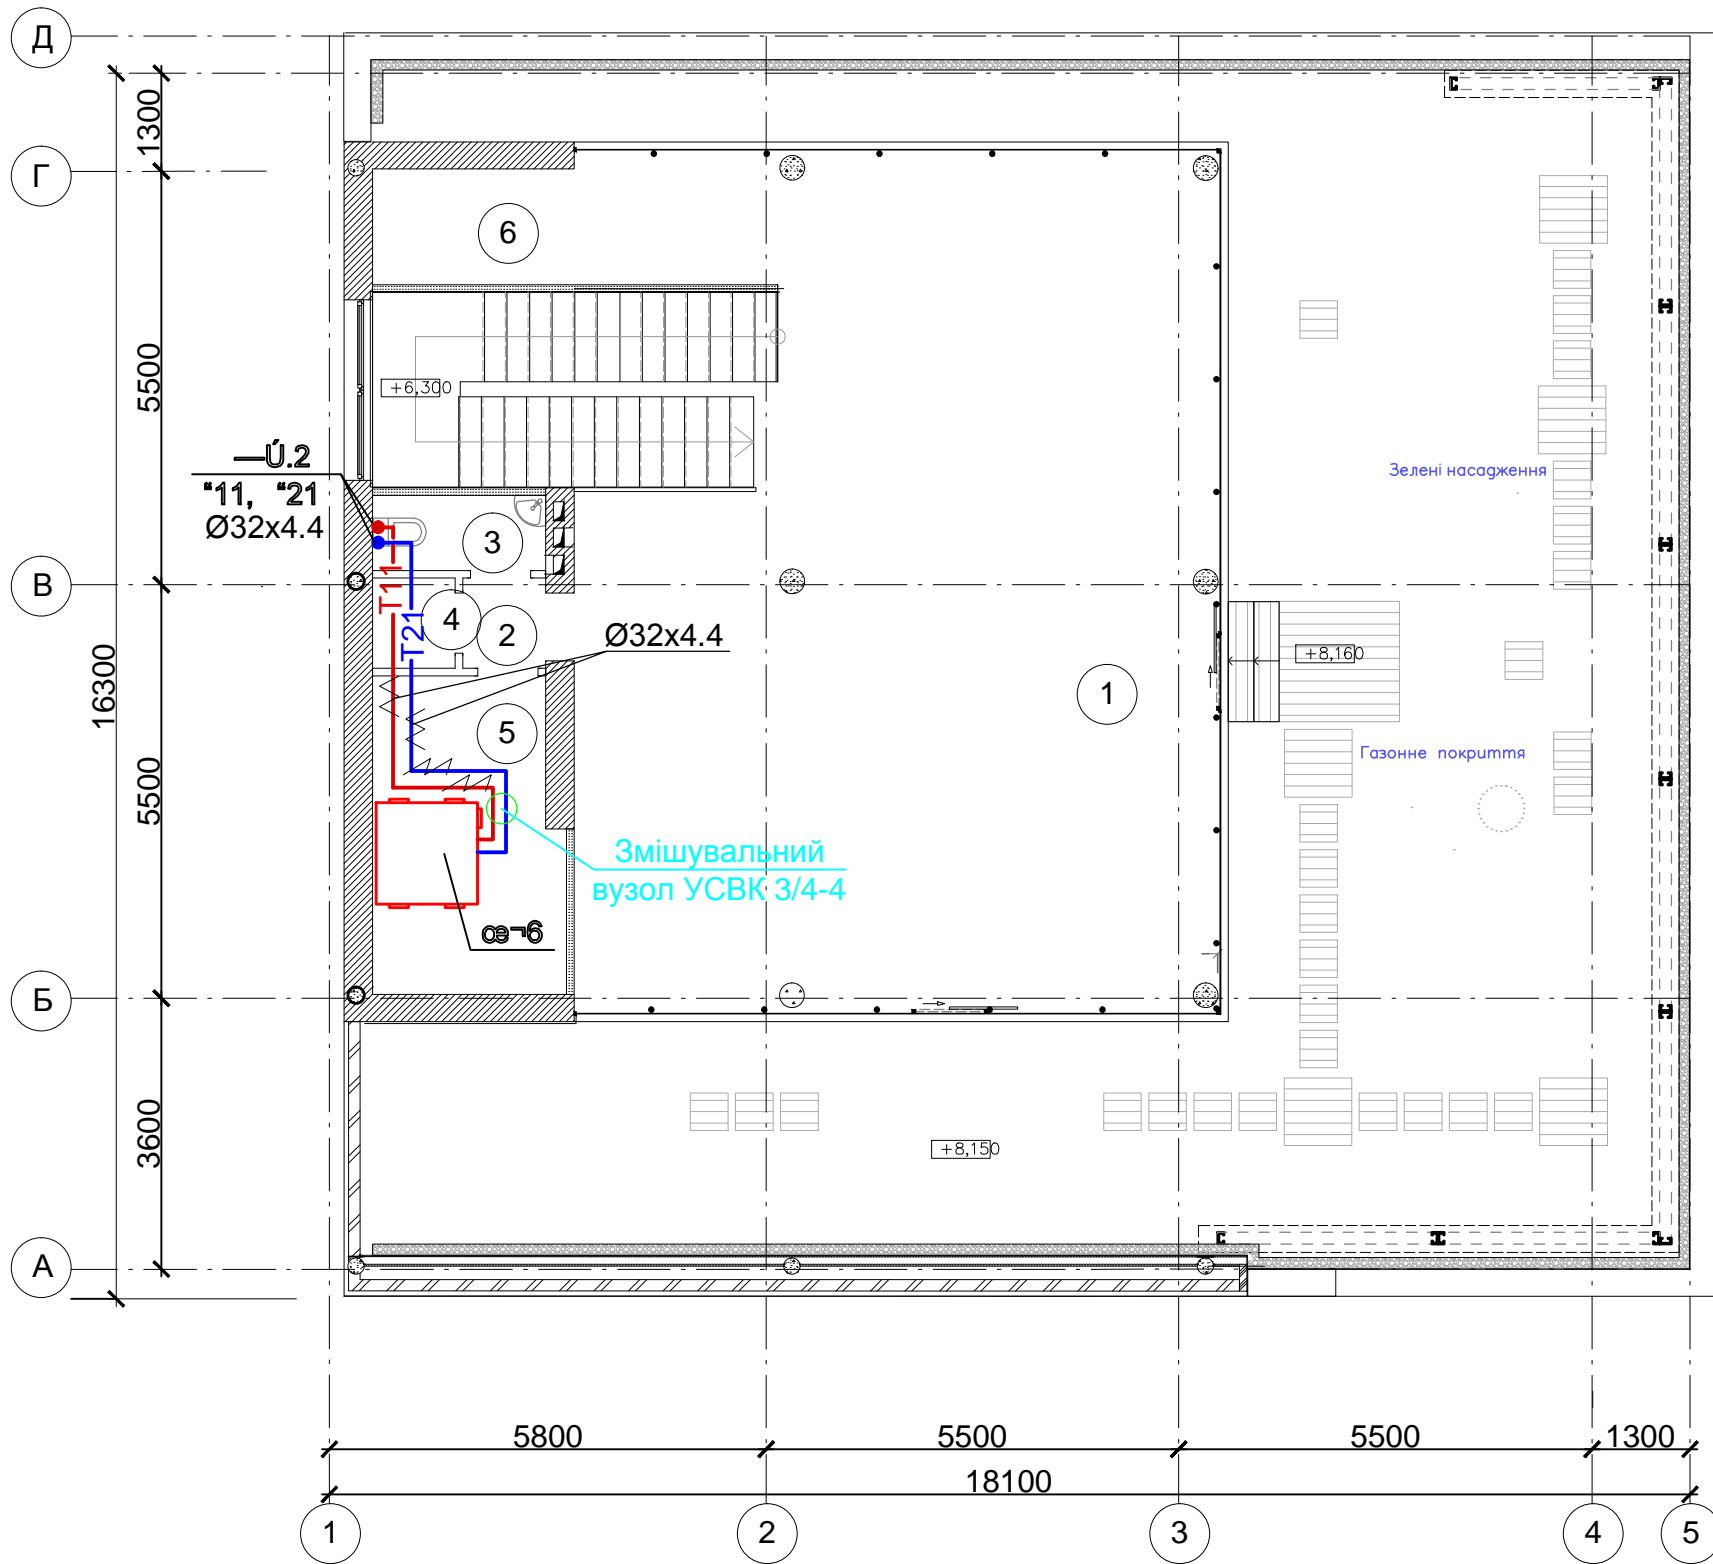 Д
1300
Г
6
5500
+6,300
Зелені насадження
—Ú.2
“11, “21
Ø32x4.4
3
В
T11
4
T21
2
Ø32x4.4
+8,160
16300
1
5
Газонне покриття
5500
Змішувальний
вузол УСВК 3/4-4
Б
3600
+8,150
А
5800
5500
5500
1300
18100
1
2
3
4
5